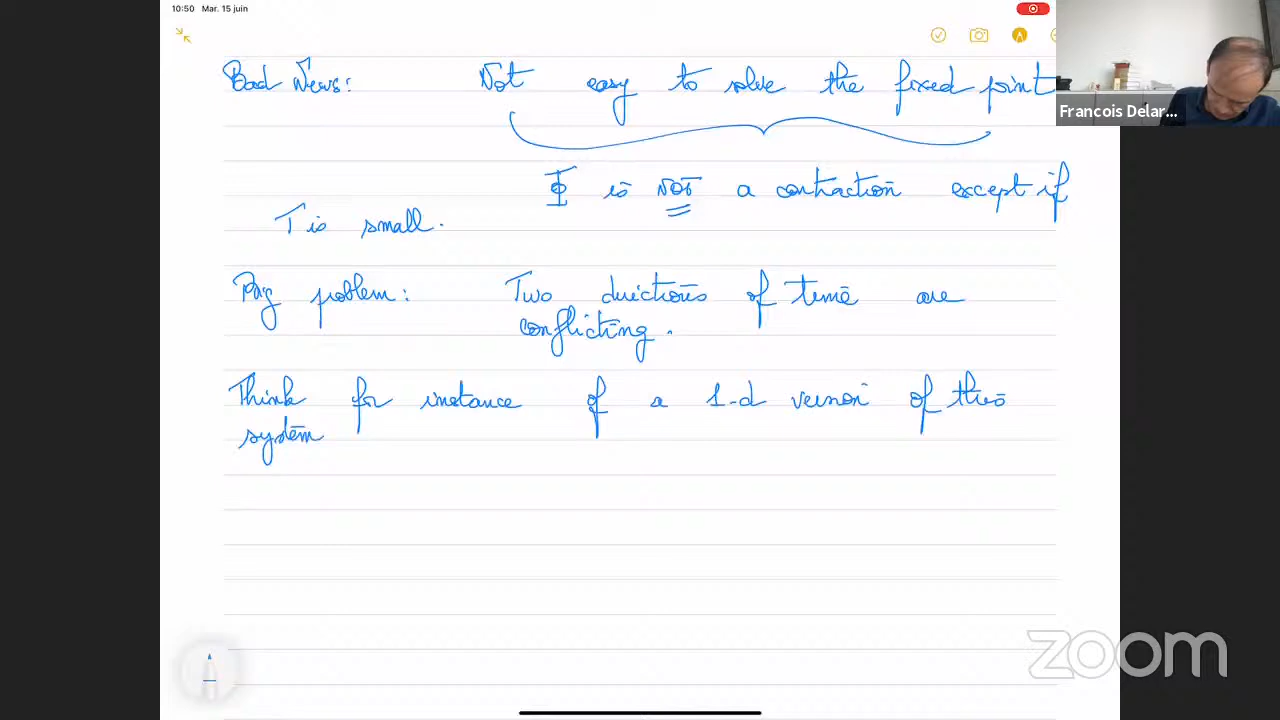 10:50 Mar. 15 juin
Bad News: Not easy to solve the fixed point
Francois Delar...
Φ is NOT a contraction except if
T is small.
Big problem: Two directions of time are
conflicting.
Think for instance of a 1-d version of this
system
zoom